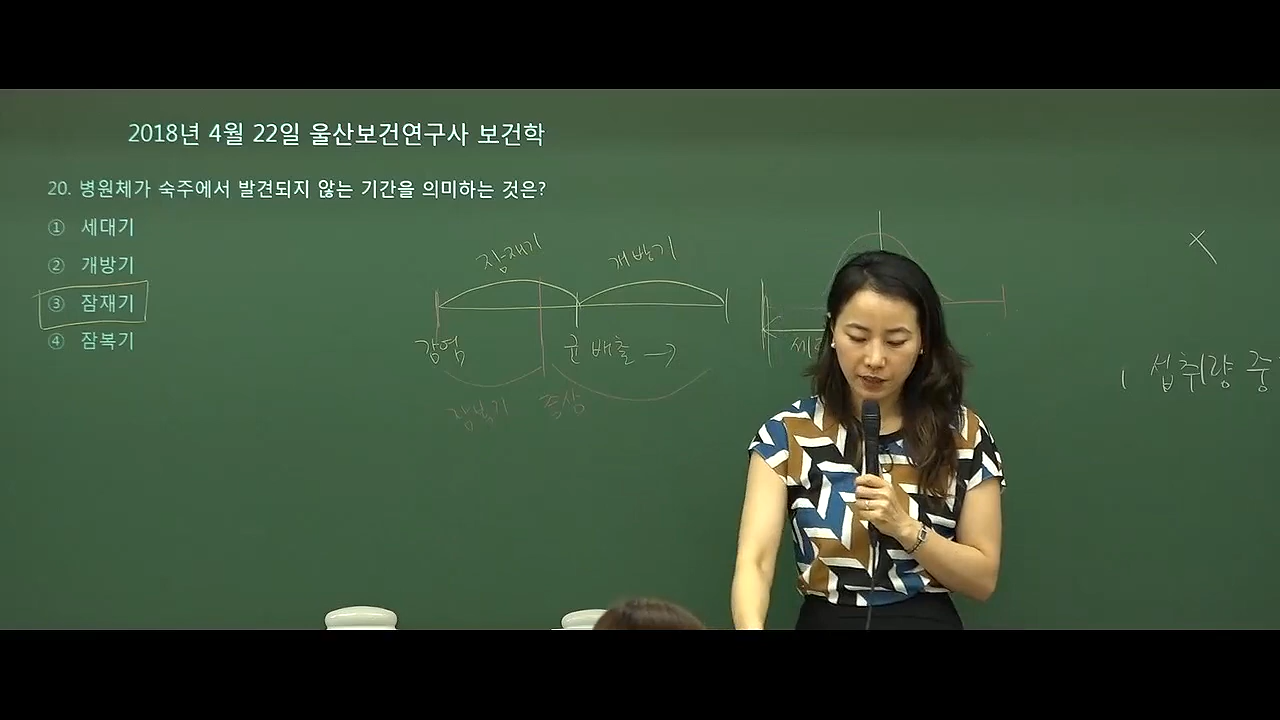 2018년 4월 22일 울산보건연구사 보건학
20. 병원체가 숙주에서 발견되지 않는 기간을 의미하는 것은?
① 세대기
② 개방기
③ 잠재기
④ 잠복기
잠재기 개방기
감염 균 배출 →
잠복기 증상
섭취량 중